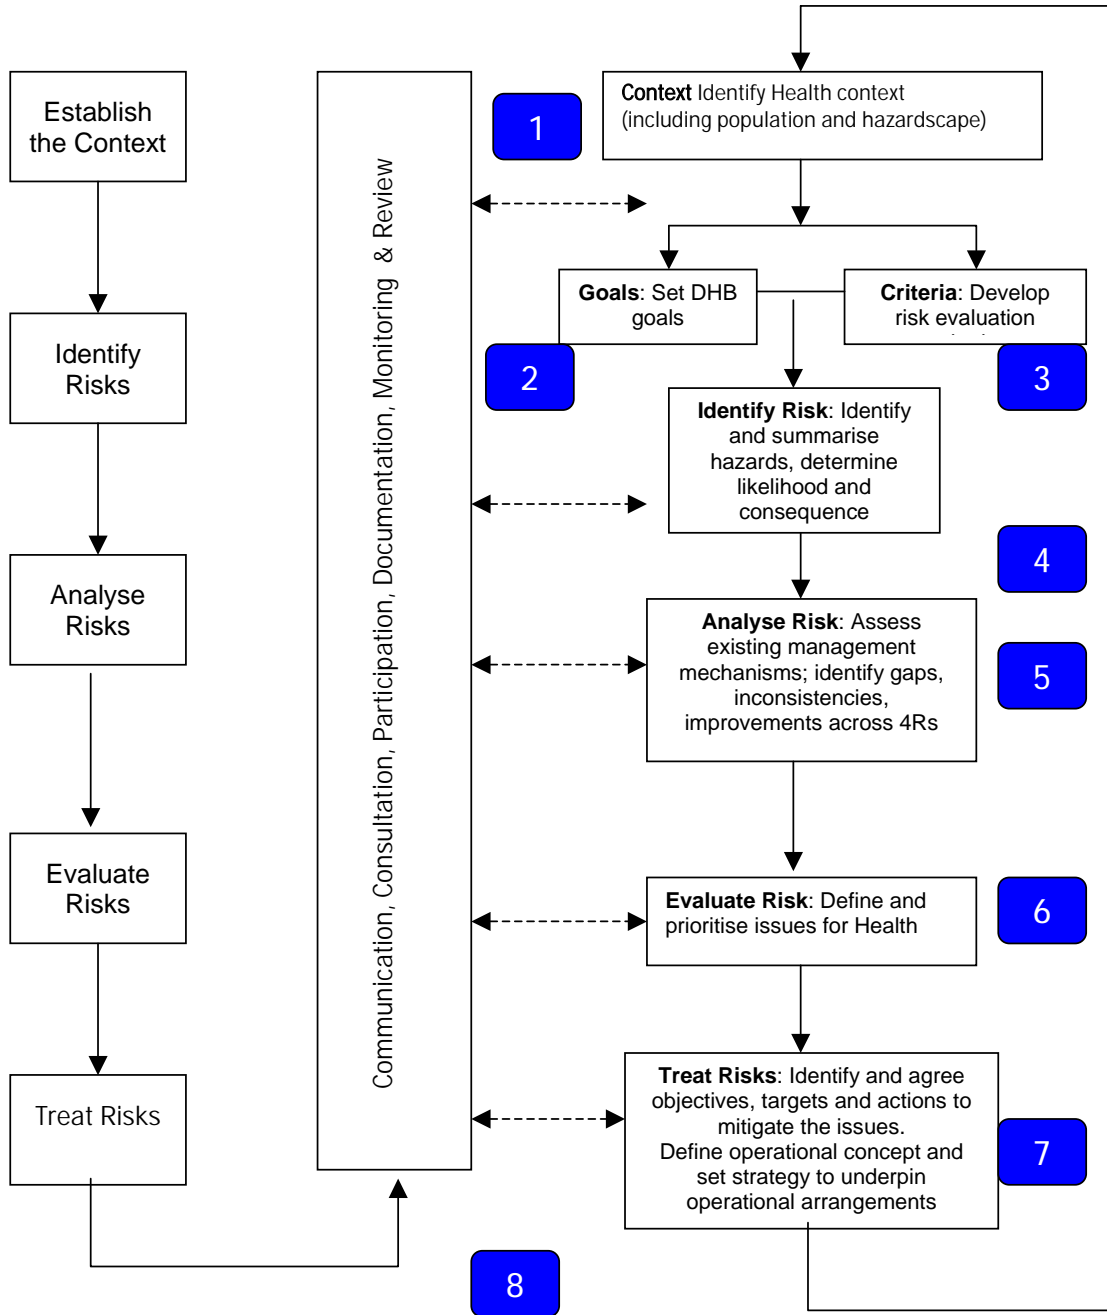 Establish
the Context
Identify
Risks
Analyse
Risks
Evaluate
Risks
Treat Risks
Communication, Consultation, Participation, Documentation, Monitoring & Review
1
Context Identify Health context
(including population and hazardscape)
Goals: Set DHB
goals
Criteria: Develop
risk evaluation
2
3
Identify Risk: Identify
and summarise
hazards, determine
likelihood and
consequence
4
Analyse Risk: Assess
existing management
mechanisms; identify gaps,
inconsistencies,
improvements across 4Rs
5
Evaluate Risk: Define and
prioritise issues for Health
6
Treat Risks: Identify and agree
objectives, targets and actions to
mitigate the issues.
Define operational concept and
set strategy to underpin
operational arrangements
7
8